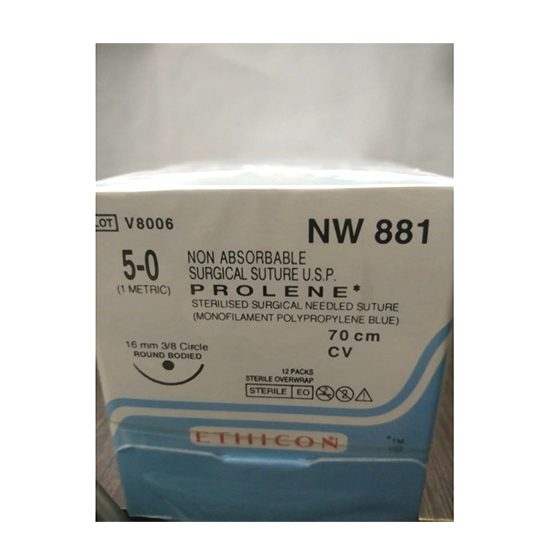 LOT V8006
NW 881
5-0
(1 METRIC)
NON ABSORBABLE
SURGICAL SUTURE U.S.P.
PROLENE*
STERILISED SURGICAL NEEDLED SUTURE
(MONOFILAMENT POLYPROPYLENE BLUE)
70 cm
CV
16 mm 3/8 Circle
ROUND BODIED
12 PACKS
STERILE OVERWRAP
STERILE EO
ETHICON
*TM